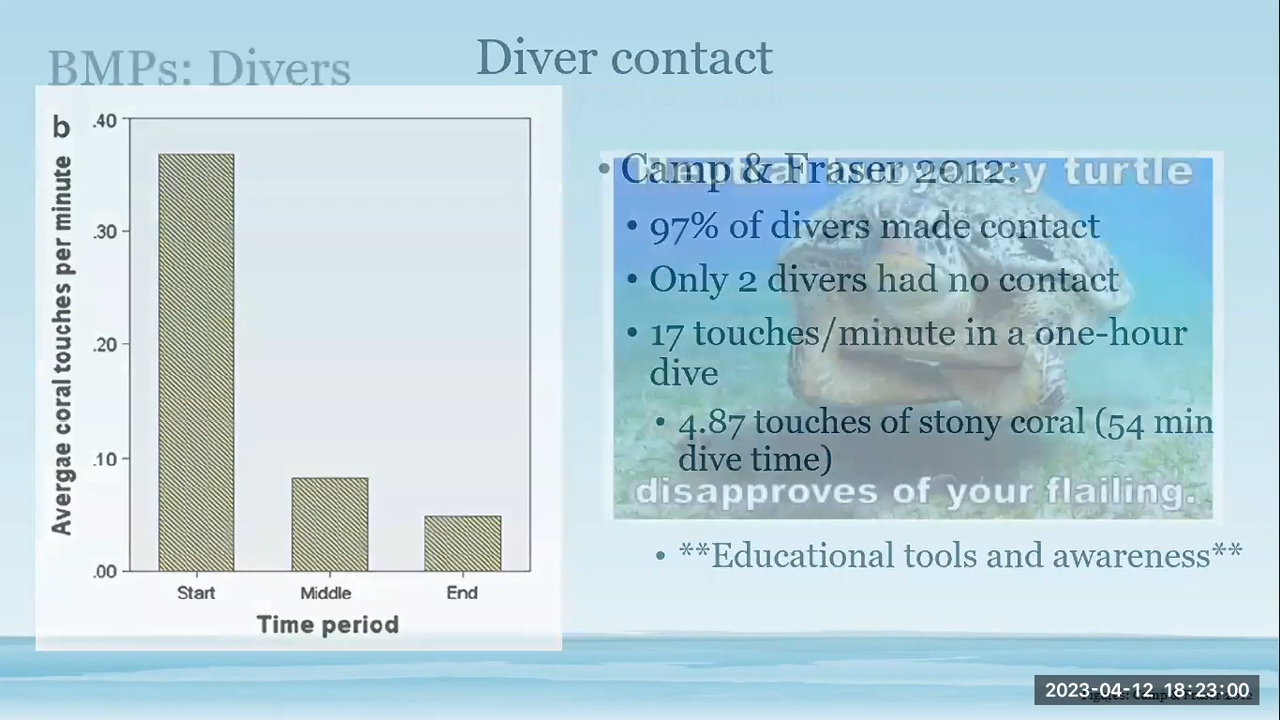 BMPs: Divers
Diver contact
b
.40
.30
.20
.10
.00
Avergae coral touches per minute
Start
Middle
End
Time period
• Camp & Fraser 2012:
turtle
• 97% of divers made contact
• Only 2 divers had no contact
• 17 touches/minute in a one-hour
dive
• 4.87 touches of stony coral (54 min
dive time)
disapproves of your flailing.
• **Educational tools and awareness**
2023-04-12 18:23:00